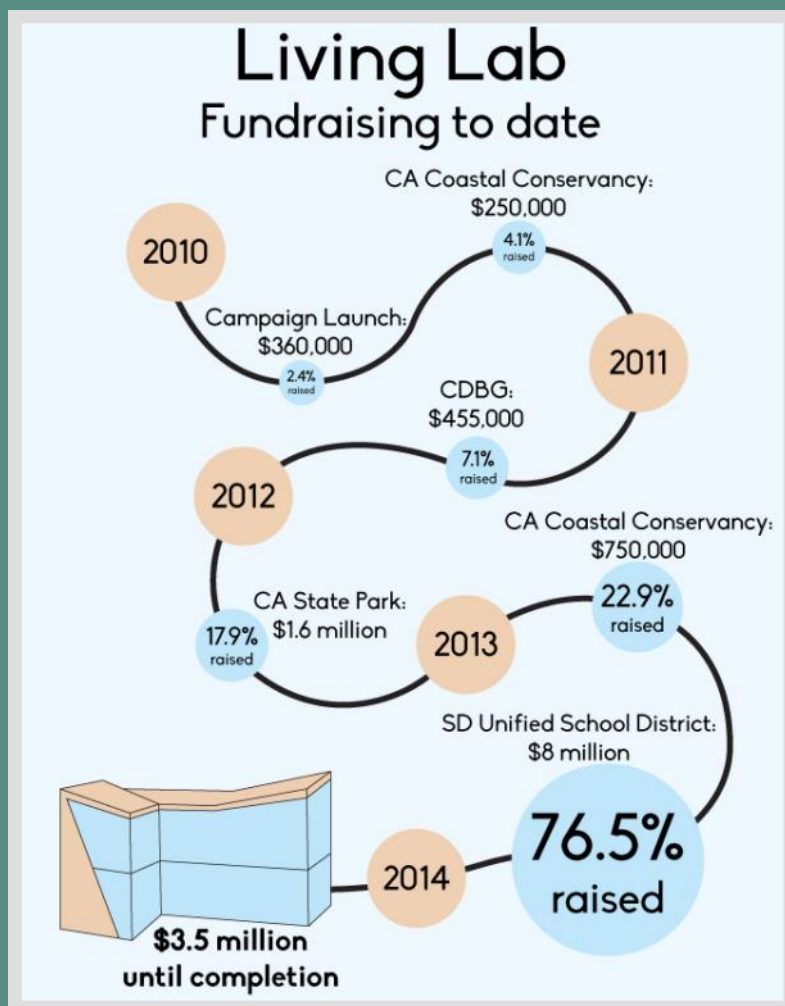 Living Lab
Fundraising to date
2010
Campaign Launch:
$360,000
2.4%
raised
CA Coastal Conservancy:
$250,000
4.1%
raised
2011
CDBG:
$455,000
7.1%
raised
2012
CA State Park:
$1.6 million
17.9%
raised
2013
CA Coastal Conservancy:
$750,000
22.9%
raised
SD Unified School District:
$8 million
76.5%
raised
2014
$3.5 million
until completion